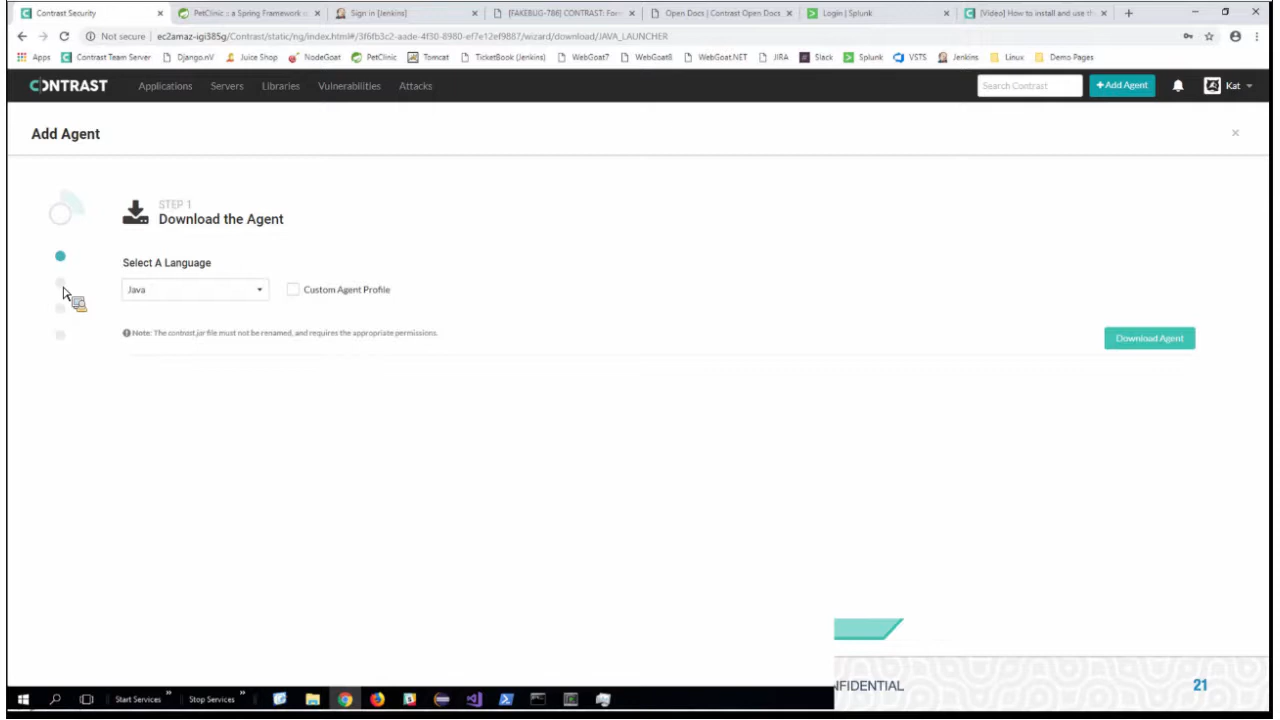 Contrast Security
PetClinic :: a Spring Framework
Sign in [Jenkins]
[FAKEBUG-786] CONTRAST: For
Open Docs | Contrast Open Docs
Login | Splunk
[Video] How to install and use th
Not secure | ec2amaz-igi385g/Contrast/static/ng/index.html#/3f6fb3c2-aade-4f30-8980-ef7e12ef9887/wizard/download/JAVA_LAUNCHER
Apps Contrast Team Server Django.nV Juice Shop NodeGoat PetClinic Tomcat TicketBook (Jenkins) WebGoat7 WebGoat8 WebGoat.NET JIRA Slack Splunk VSTS Jenkins Linux Demo Pages
CONTRAST Applications Servers Libraries Vulnerabilities Attacks Search Contrast +Add Agent Kat
Add Agent
STEP 1
Download the Agent
Select A Language
Java Custom Agent Profile
Note: The contrast.jar file must not be renamed, and requires the appropriate permissions.
Download Agent
NFIDENTIAL 21
Start Services » Stop Services »